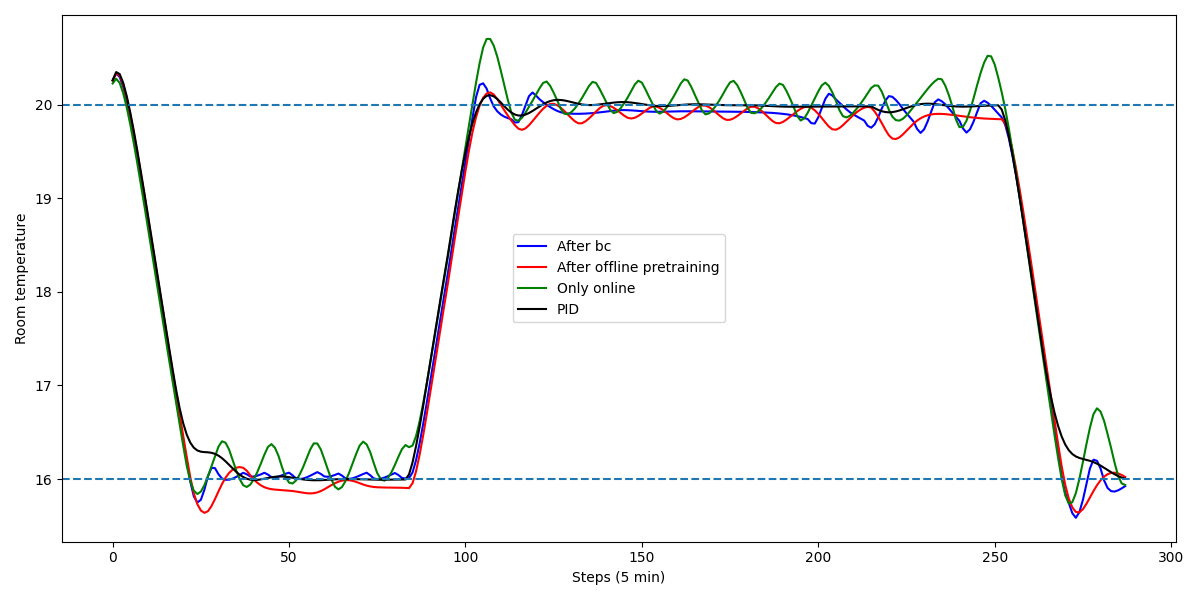 Room temperature
20
19
18
17
16
After bc
After offline pretraining
Only online
PID
0
50
100
150
200
250
300
Steps (5 min)